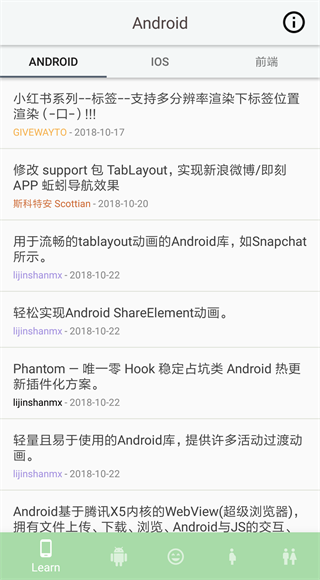 Android
ANDROID
IOS
前端
小红书系列--标签--支持多分辨率渲染下标签位置
渲染 (-口-) !!!
GIVEWAYTO - 2018-10-17
修改 support 包 TabLayout, 实现新浪微博/即刻
APP 蚯蚓导航效果
斯科特安 Scottian - 2018-10-20
用于流畅的tablayout动画的Android库，如Snapchat
所示。
lijinshanmx - 2018-10-22
轻松实现Android ShareElement动画。
lijinshanmx - 2018-10-22
Phantom — 唯一零 Hook 稳定占坑类 Android 热更
新插件化方案。
lijinshanmx - 2018-10-22
轻量且易于使用的Android库，提供许多活动过渡动
画。
lijinshanmx - 2018-10-22
Android基于腾讯X5内核的WebView(超级浏览器)，
拥有文件上传、下载、浏览、Android与JS的交互、
Learn